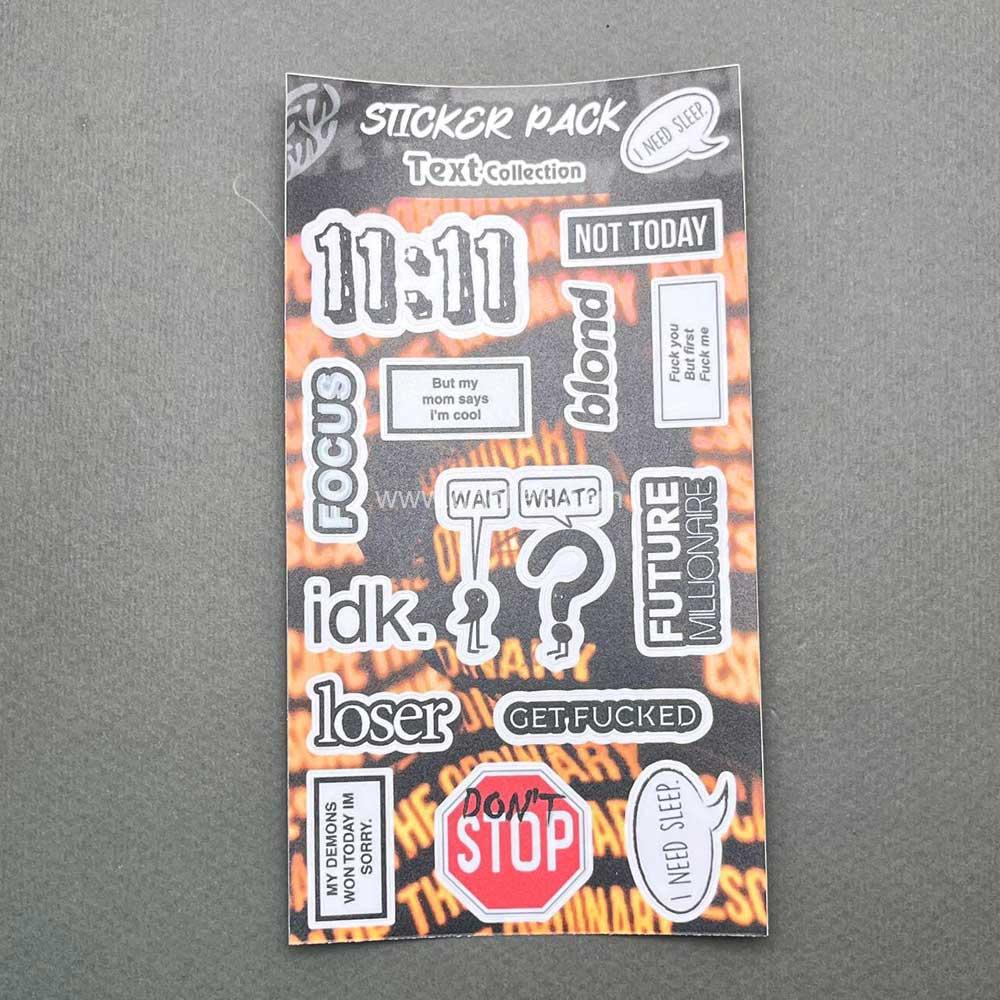 STICKER PACK
I NEED SLEEP.
Text Collection
11:11
NOT TODAY
blond
Fuck you
But first
Fuck me
FOCUS
But my
mom says
i'm cool
WAIT
WHAT?
FUTURE
MILLIONAIRE
idk.
loser
GET FUCKED
MY DEMONS
WON TODAY IM
SORRY.
DON'T
STOP
I NEED SLEEP.
THE ORDINARY